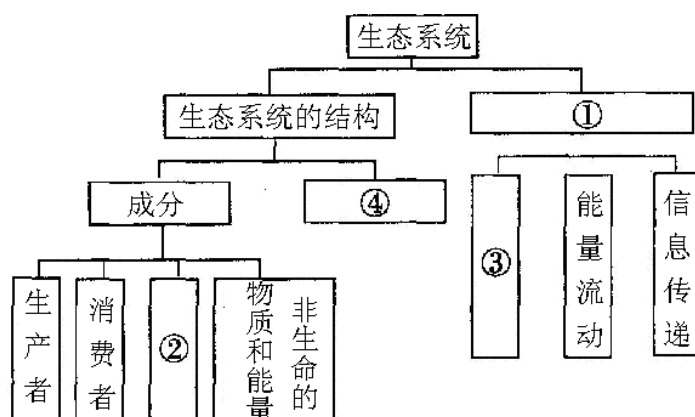 生态系统
生态系统的结构
①
成分
④
③
能量流动
信息传递
生产者
消费者
②
非生命的
物质和能量